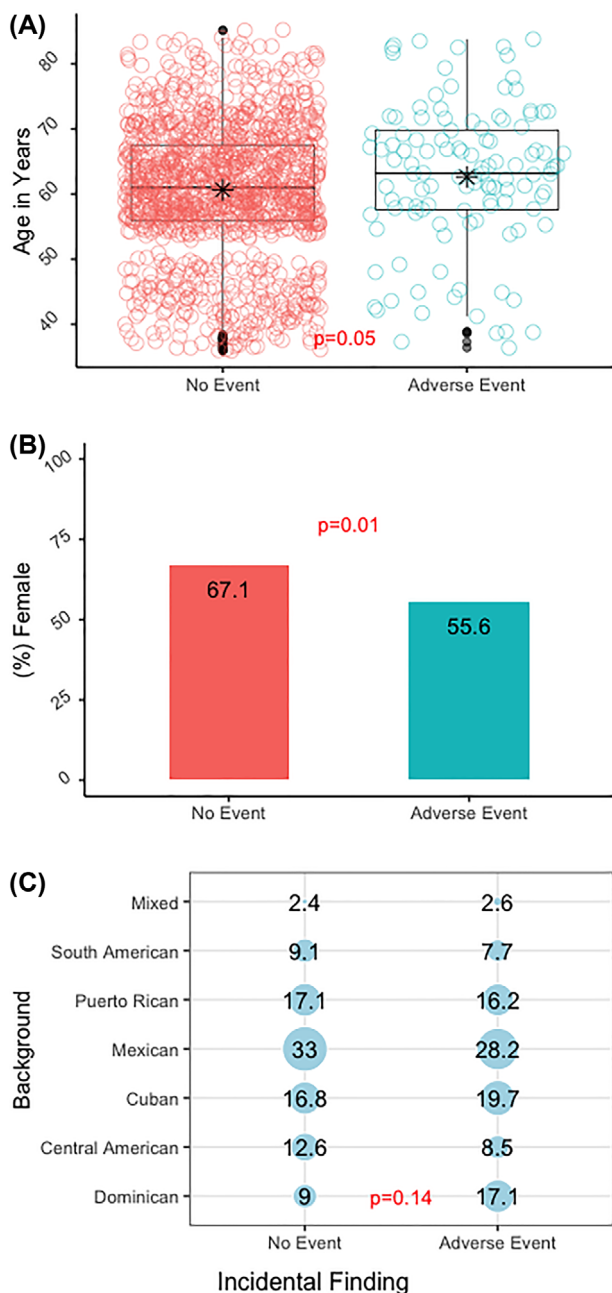 (A)
Age in Years
80
70
60
50
40
p=0.05
No Event
Adverse Event
(B)
(%) Female
100
75
50
25
0
p=0.01
67.1
55.6
No Event
Adverse Event
(C)
Background
Mixed 2.4 2.6
South American 9.1 7.7
Puerto Rican 17.1 16.2
Mexican 33 28.2
Cuban 16.8 19.7
Central American 12.6 8.5
Dominican 9 p=0.14 17.1
No Event
Adverse Event
Incidental Finding